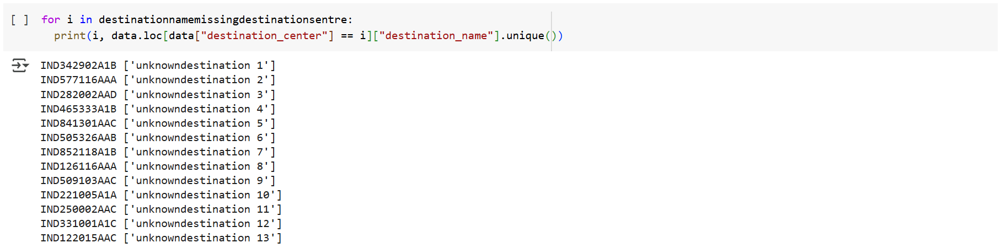 [ ] for i in destinationnamemissingdestinationsentre:
print(i, data.loc[data["destination_center"] == i]["destination_name"].unique())
IND342902A1B ['unknowndestination 1']
IND577116AAA ['unknowndestination 2']
IND282002AAD ['unknowndestination 3']
IND465333A1B ['unknowndestination 4']
IND841301AAC ['unknowndestination 5']
IND505326AAB ['unknowndestination 6']
IND852118A1B ['unknowndestination 7']
IND126116AAA ['unknowndestination 8']
IND509103AAC ['unknowndestination 9']
IND221005A1A ['unknowndestination 10']
IND250002AAC ['unknowndestination 11']
IND331001A1C ['unknowndestination 12']
IND122015AAC ['unknowndestination 13']